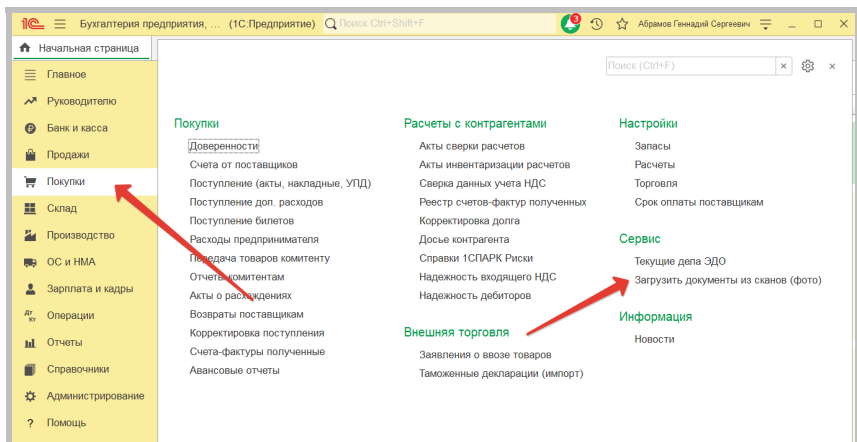 1С Бухгалтерия предприятия, ... (1С:Предприятие) Поиск Ctrl+Shift+F 3 Абрамов Геннадий Сергеевич
Начальная страница
Поиск (Ctrl+F)
Главное
Руководителю
Банк и касса
Продажи
Покупки
Склад
Производство
ОС и НМА
Зарплата и кадры
Дт Кт Операции
Отчеты
Справочники
Администрирование
? Помощь
Покупки
Доверенности
Счета от поставщиков
Поступление (акты, накладные, УПД)
Поступление доп. расходов
Поступление билетов
Расходы предпринимателя
Передача товаров комитенту
Отчеты комитентам
Акты о расхождениях
Возвраты поставщикам
Корректировка поступления
Счета-фактуры полученные
Авансовые отчеты
Расчеты с контрагентами
Акты сверки расчетов
Акты инвентаризации расчетов
Сверка данных учета НДС
Реестр счетов-фактур полученных
Корректировка долга
Досье контрагента
Справки 1СПАРК Риски
Надежность входящего НДС
Надежность дебиторов
Внешняя торговля
Заявления о ввозе товаров
Таможенные декларации (импорт)
Настройки
Запасы
Расчеты
Торговля
Срок оплаты поставщикам
Сервис
Текущие дела ЭДО
Загрузить документы из сканов (фото)
Информация
Новости